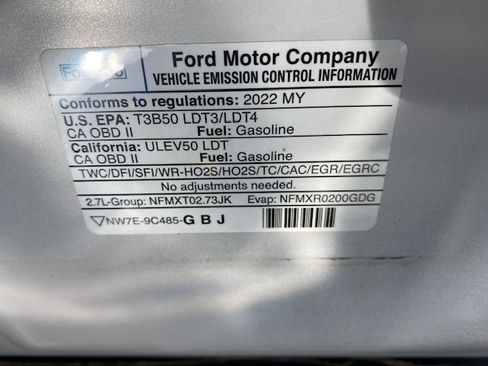 Ford Motor Company
VEHICLE EMISSION CONTROL INFORMATION
Conforms to regulations: 2022 MY
U.S. EPA: T3B50 LDT3/LDT4
CA OBD II Fuel: Gasoline
California: ULEV50 LDT
CA OBD II Fuel: Gasoline
TWC/DFI/SFI/WR-HO2S/HO2S/TC/CAC/EGR/EGRC
No adjustments needed.
2.7L-Group: NFMXT02.73JK Evap: NFMXR0200GDG
NW7E-9C485-G B J